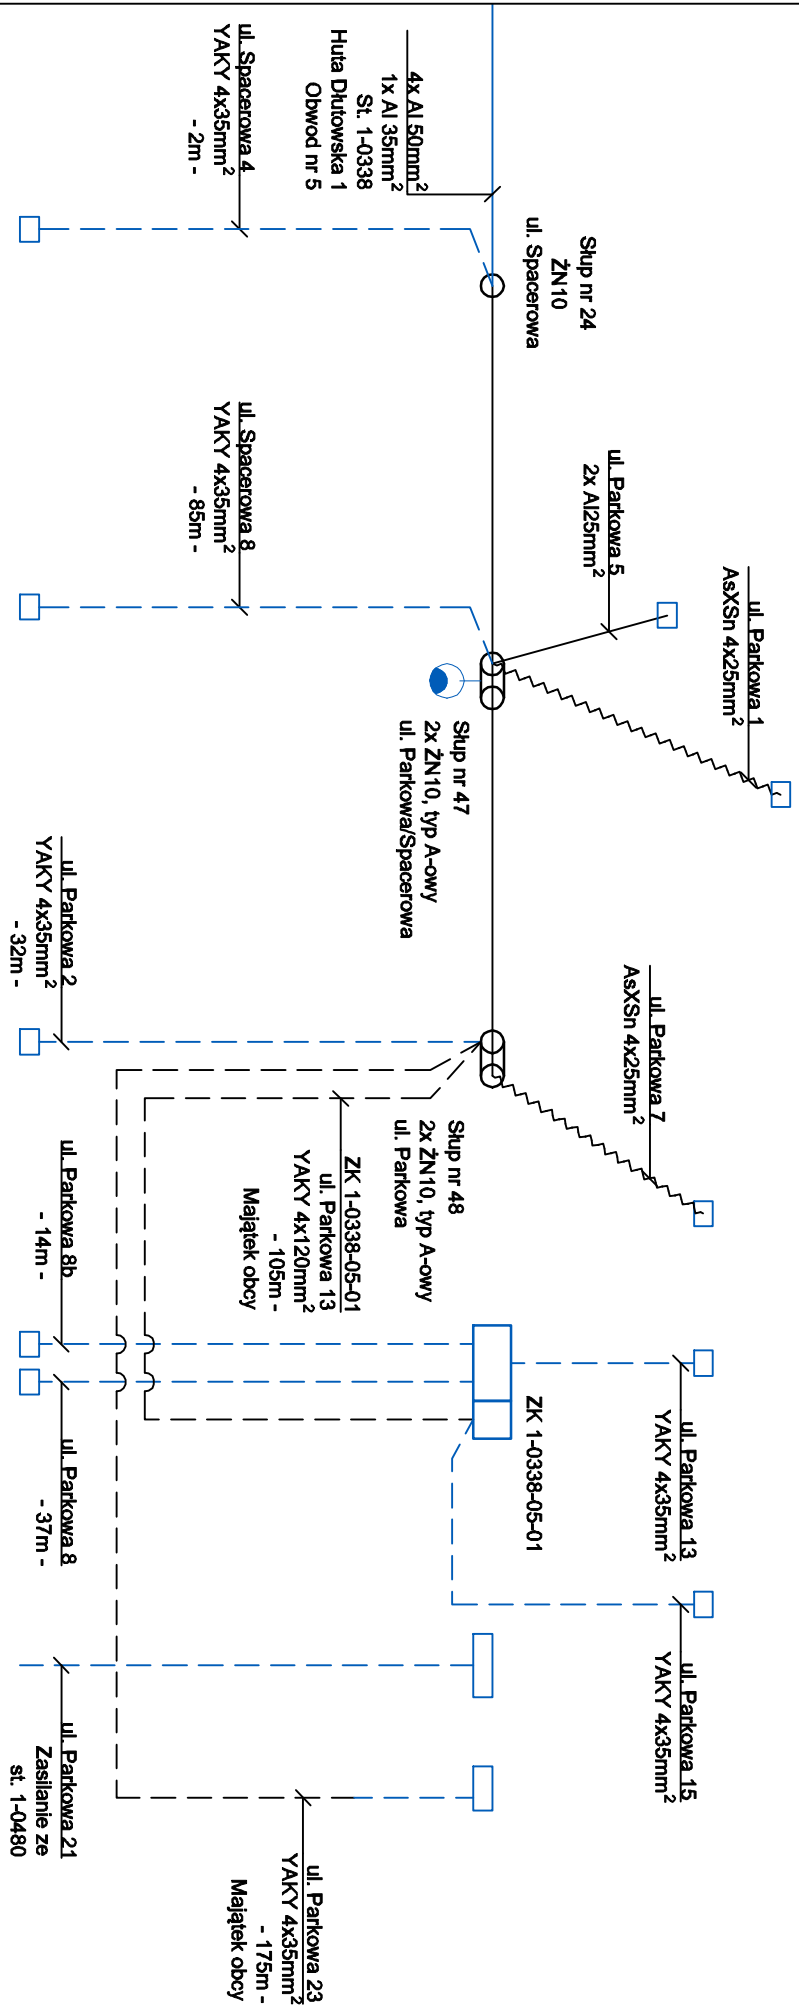 4x Al 50mm²
1x Al 35mm²
St. 1-0338
Huta Dłutowska 1
Obwod nr 5
ul. Spacerowa 4
YAKY 4x35mm²
- 2m -
Słup nr 24
ŻN10
ul. Spacerowa
ul. Spacerowa 8
YAKY 4x35mm²
- 85m -
ul. Parkowa 5
2x Al25mm²
ul. Parkowa 1
AsXSn 4x25mm²
Słup nr 47
2x ŻN10, typ A-owy
ul. Parkowa/Spacerowa
ul. Parkowa 2
YAKY 4x35mm²
- 32m -
ul. Parkowa 7
AsXSn 4x25mm²
Słup nr 48
2x ŻN10, typ A-owy
ul. Parkowa
ZK 1-0338-05-01
ul. Parkowa 13
YAKY 4x120mm²
- 105m -
Majątek obcy
ul. Parkowa 8b
- 14m -
ul. Parkowa 8
- 37m -
ZK 1-0338-05-01
ul. Parkowa 13
YAKY 4x35mm²
ul. Parkowa 15
YAKY 4x35mm²
ul. Parkowa 21
Zasilanie ze
st. 1-0480
ul. Parkowa 23
YAKY 4x35mm²
- 175m -
Majątek obcy